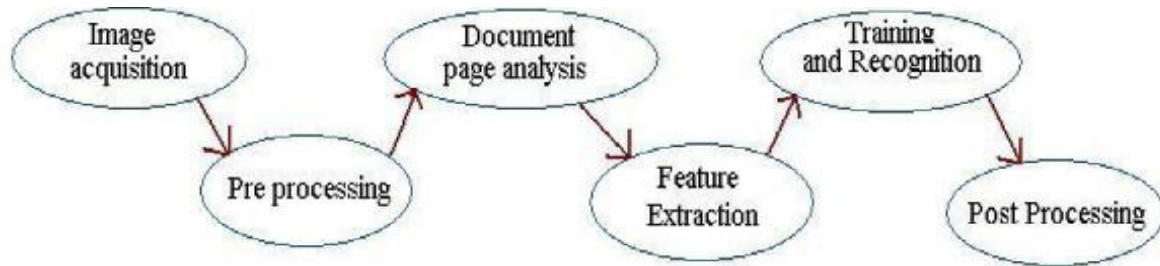 Image
acquisition
Pre processing
Document
page analysis
Feature
Extraction
Training
and Recognition
Post Processing